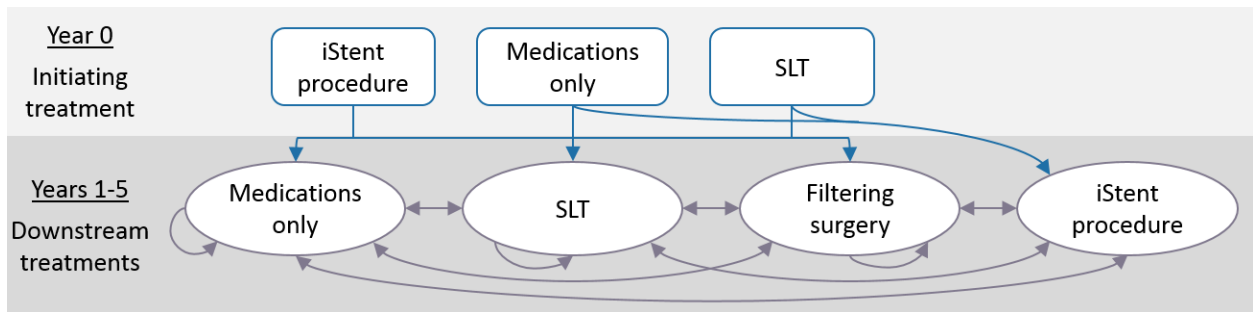 Year 0
Initiating
treatment
iStent
procedure
Medications
only
SLT
Years 1-5
Downstream
treatments
Medications
only
SLT
Filtering
surgery
iStent
procedure